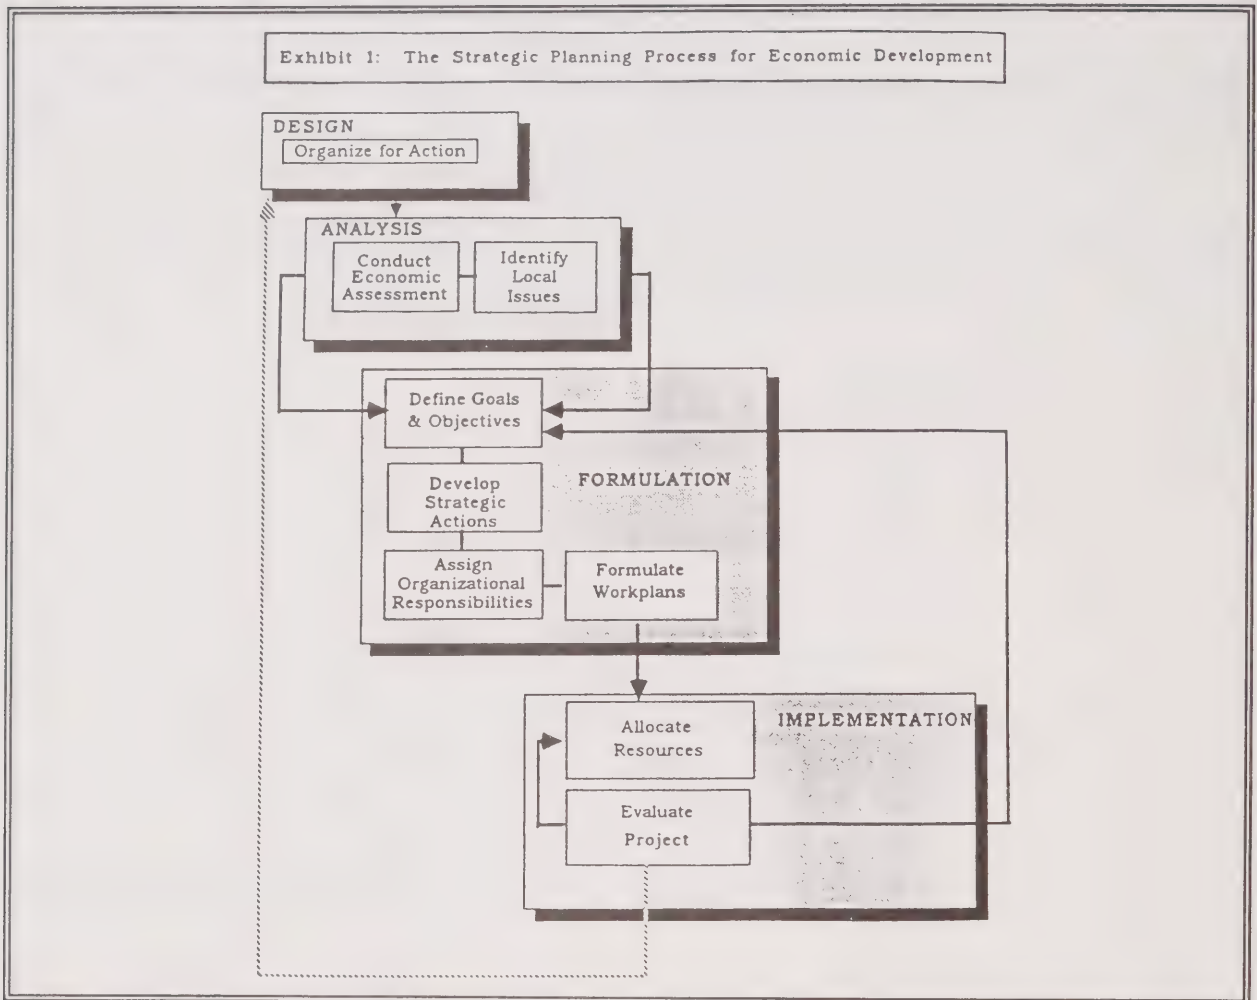 Exhibit 1: The Strategic Planning Process for Economic Development
DESIGN
Organize for Action
ANALYSIS
Conduct
Economic
Assessment
Identify
Local
Issues
Define Goals
& Objectives
FORMULATION
Develop
Strategic
Actions
Assign
Organizational
Responsibilities
Formulate
Workplans
IMPLEMENTATION
Allocate
Resources
Evaluate
Project